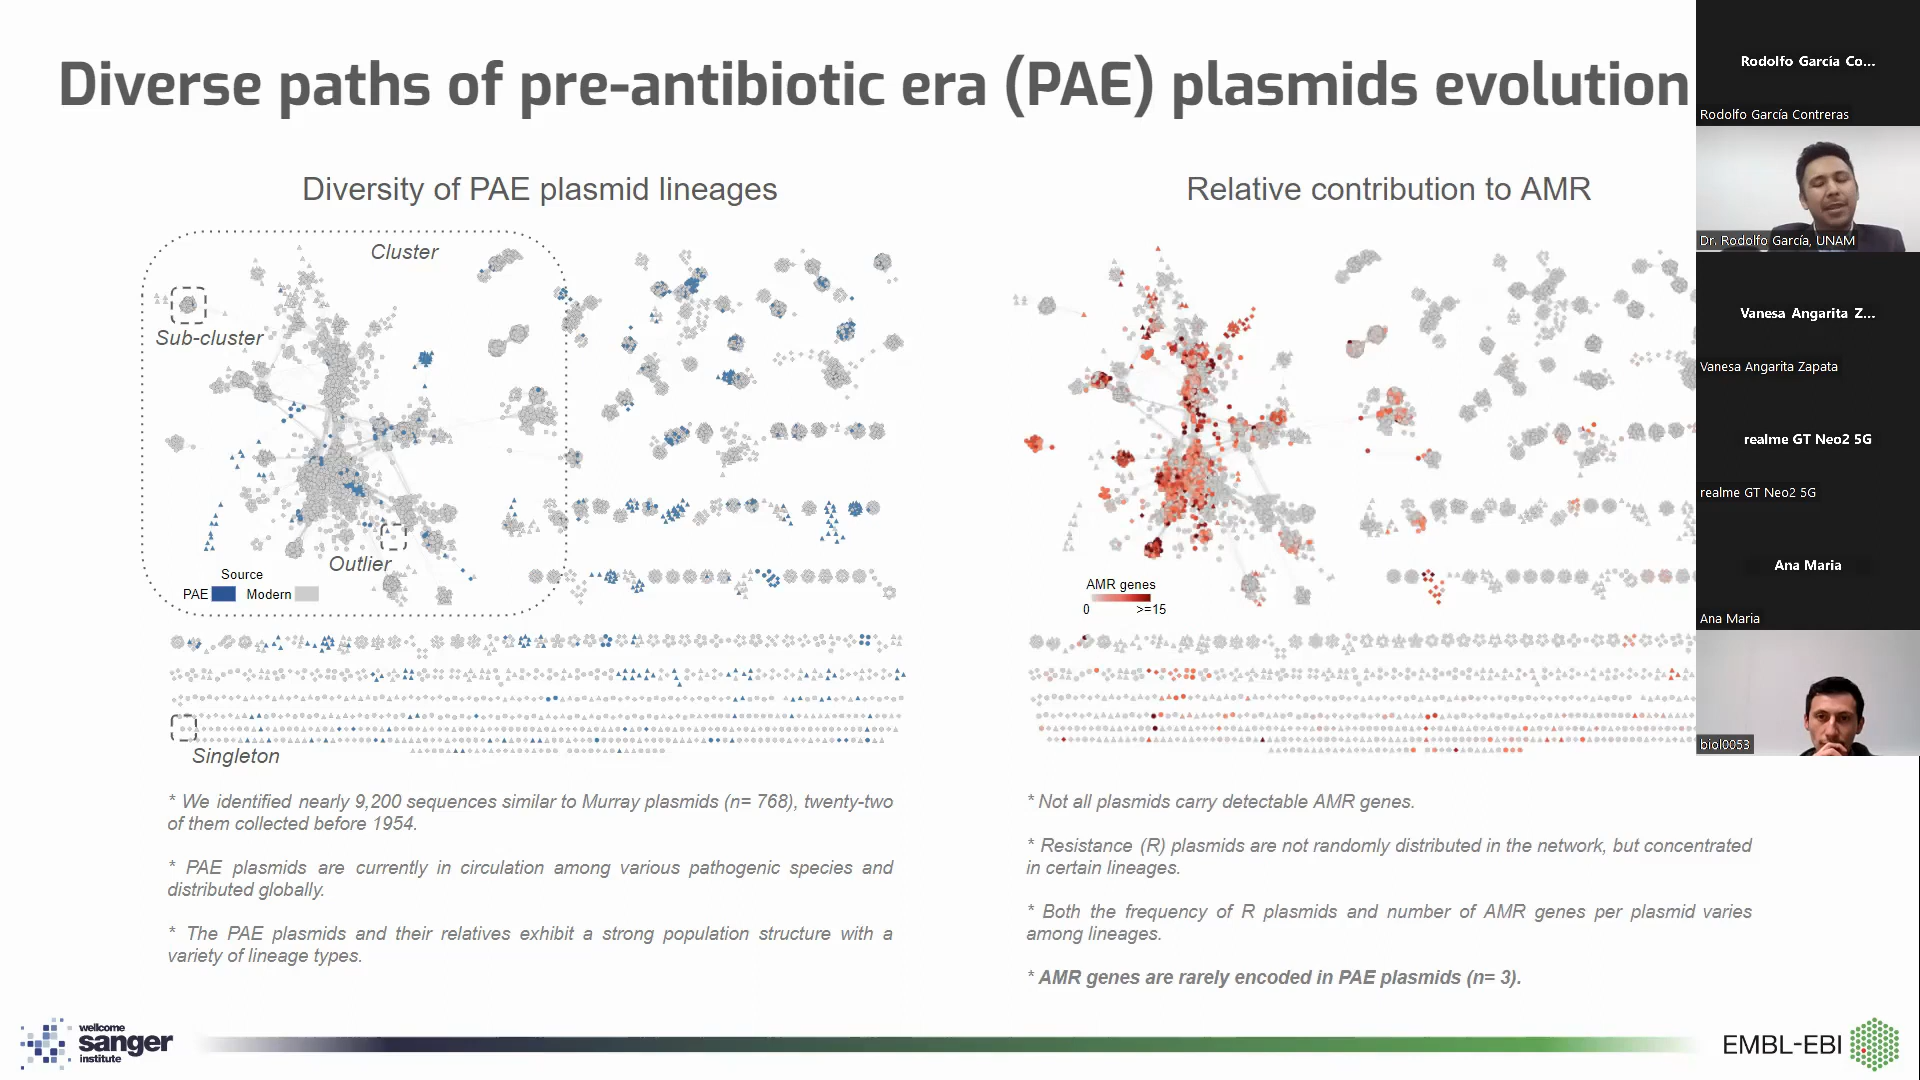 Diverse paths of pre-antibiotic era (PAE) plasmids evolution
Diversity of PAE plasmid lineages
Cluster
Sub-cluster
Outlier
Source
PAE
Modern
Singleton
* We identified nearly 9,200 sequences similar to Murray plasmids (n= 768), twenty-two
of them collected before 1954.
* PAE plasmids are currently in circulation among various pathogenic species and
distributed globally.
* The PAE plasmids and their relatives exhibit a strong population structure with a
variety of lineage types.
Relative contribution to AMR
AMR genes
0
>=15
* Not all plasmids carry detectable AMR genes.
* Resistance (R) plasmids are not randomly distributed in the network, but concentrated
in certain lineages.
* Both the frequency of R plasmids and number of AMR genes per plasmid varies
among lineages.
* AMR genes are rarely encoded in PAE plasmids (n= 3).
wellcome
sanger
institute
EMBL-EBI
Rodolfo García Co...
Rodolfo García Contreras
Dr. Rodolfo García, UNAM
Vanesa Angarita Z...
Vanesa Angarita Zapata
realme GT Neo2 5G
realme GT Neo2 5G
Ana Maria
Ana Maria
biol0053